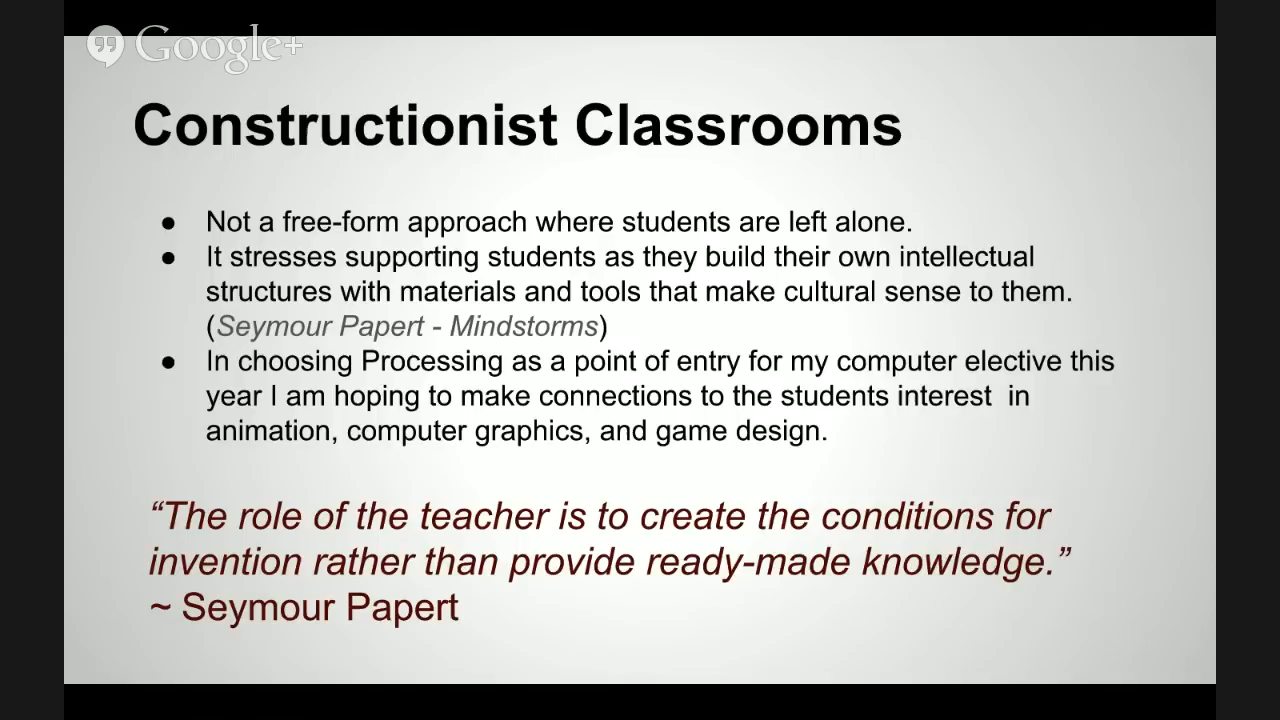 Google+
Constructionist Classrooms
● Not a free-form approach where students are left alone.
● It stresses supporting students as they build their own intellectual
structures with materials and tools that make cultural sense to them.
(Seymour Papert - Mindstorms)
● In choosing Processing as a point of entry for my computer elective this
year I am hoping to make connections to the students interest  in
animation, computer graphics, and game design.
“The role of the teacher is to create the conditions for
invention rather than provide ready-made knowledge.”
~ Seymour Papert